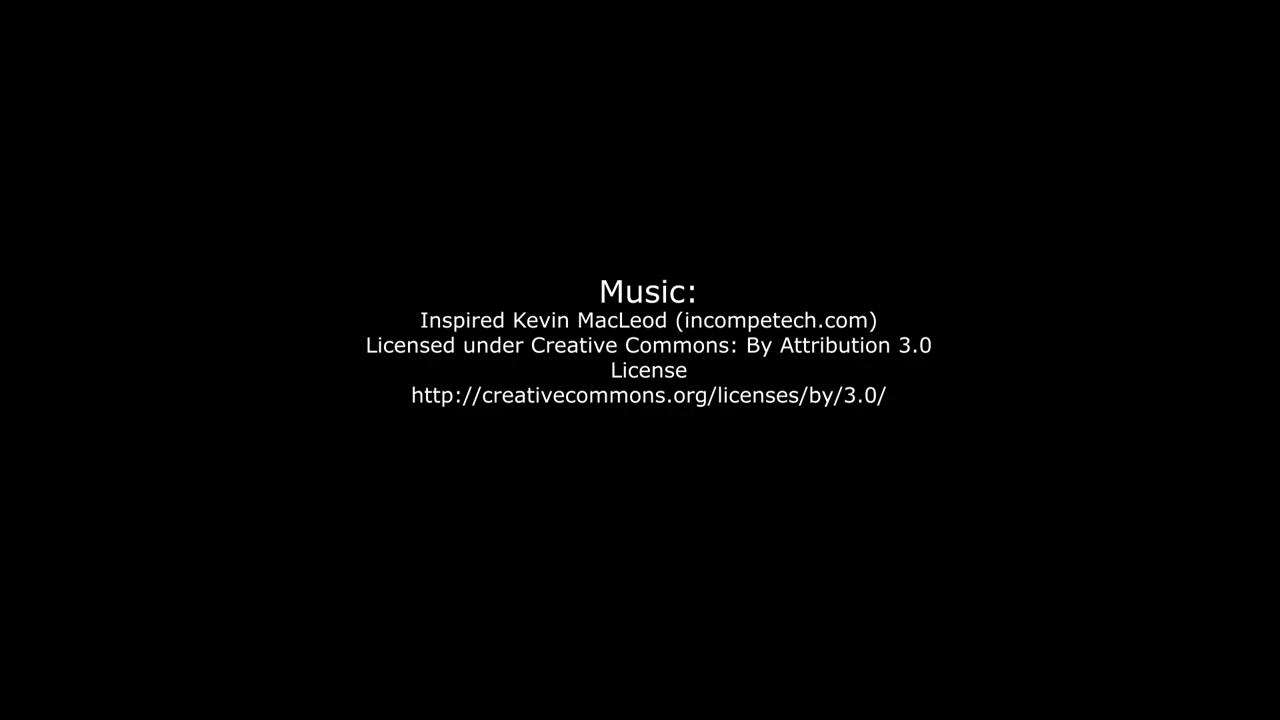 Music:
Inspired Kevin MacLeod (incompetech.com)
Licensed under Creative Commons: By Attribution 3.0
License
http://creativecommons.org/licenses/by/3.0/